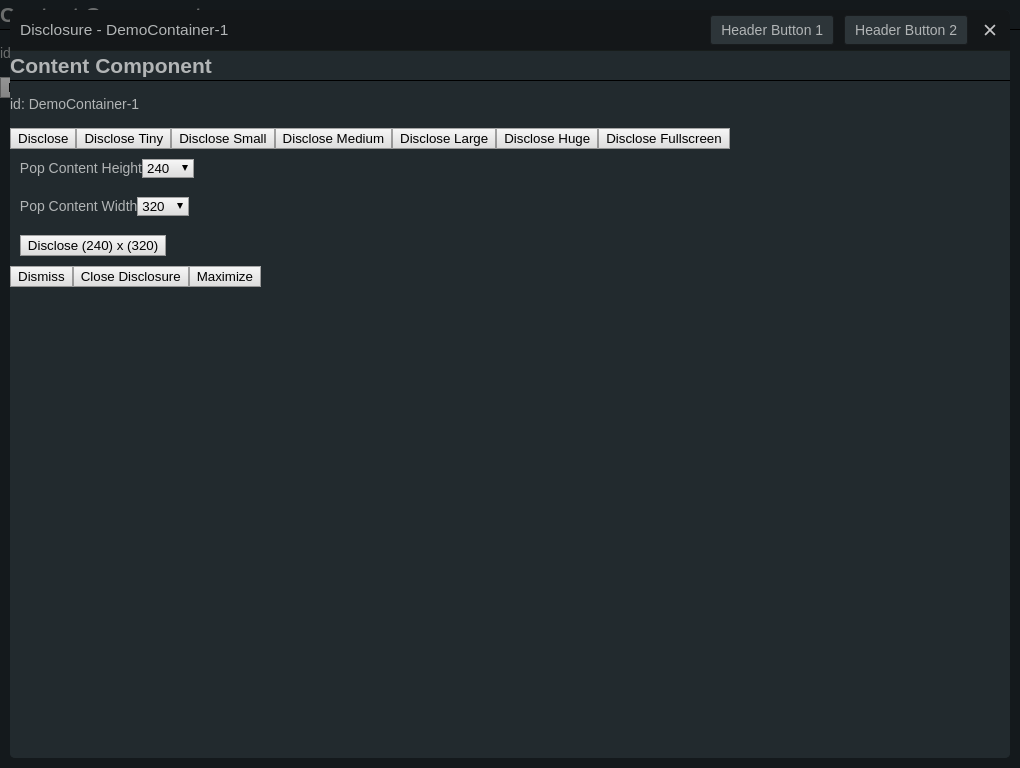 Disclosure - DemoContainer-1 Header Button 1 Header Button 2 ✕
Content Component
id: DemoContainer-1
Disclose Disclose Tiny Disclose Small Disclose Medium Disclose Large Disclose Huge Disclose Fullscreen
Pop Content Height 240
Pop Content Width 320
Disclose (240) x (320)
Dismiss Close Disclosure Maximize